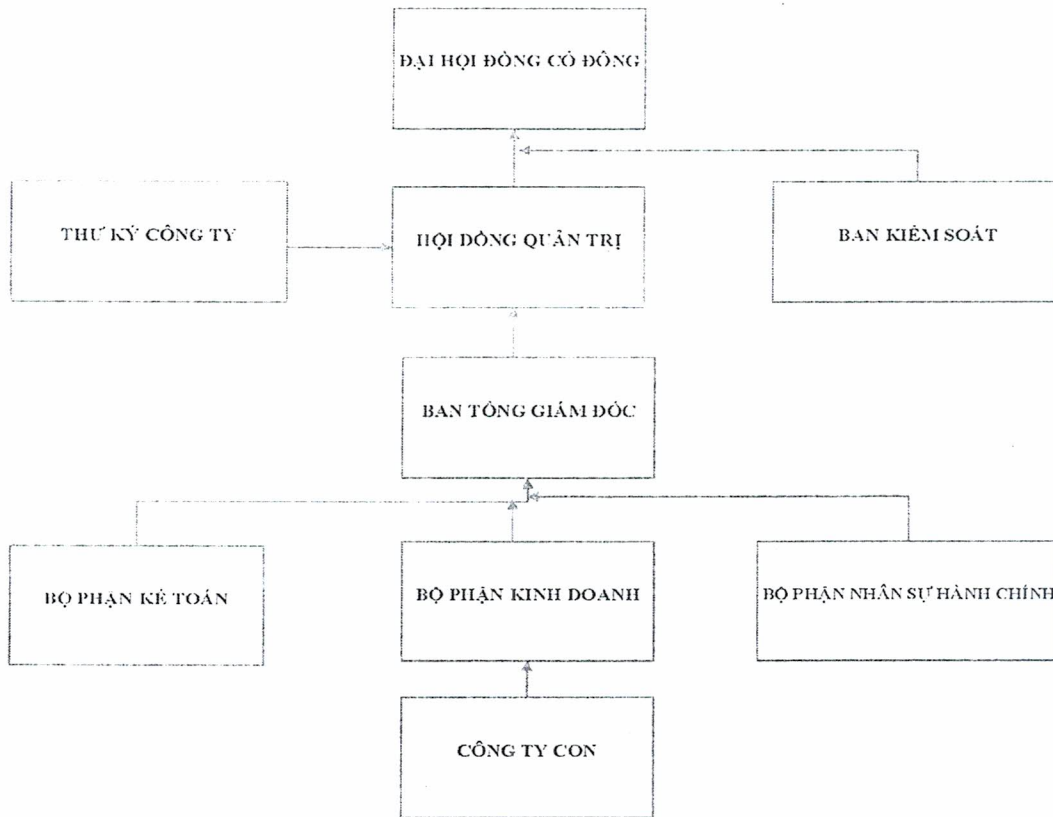 ĐẠI HỘI ĐỒNG CỔ ĐÔNG
THƯ KÝ CÔNG TY
HỘI ĐỒNG QUẢN TRỊ
BAN KIỂM SOÁT
BAN TỔNG GIÁM ĐỐC
BỘ PHẬN KẾ TOÁN
BỘ PHẬN KINH DOANH
BỘ PHẬN NHÂN SỰ HÀNH CHÍNH
CÔNG TY CON